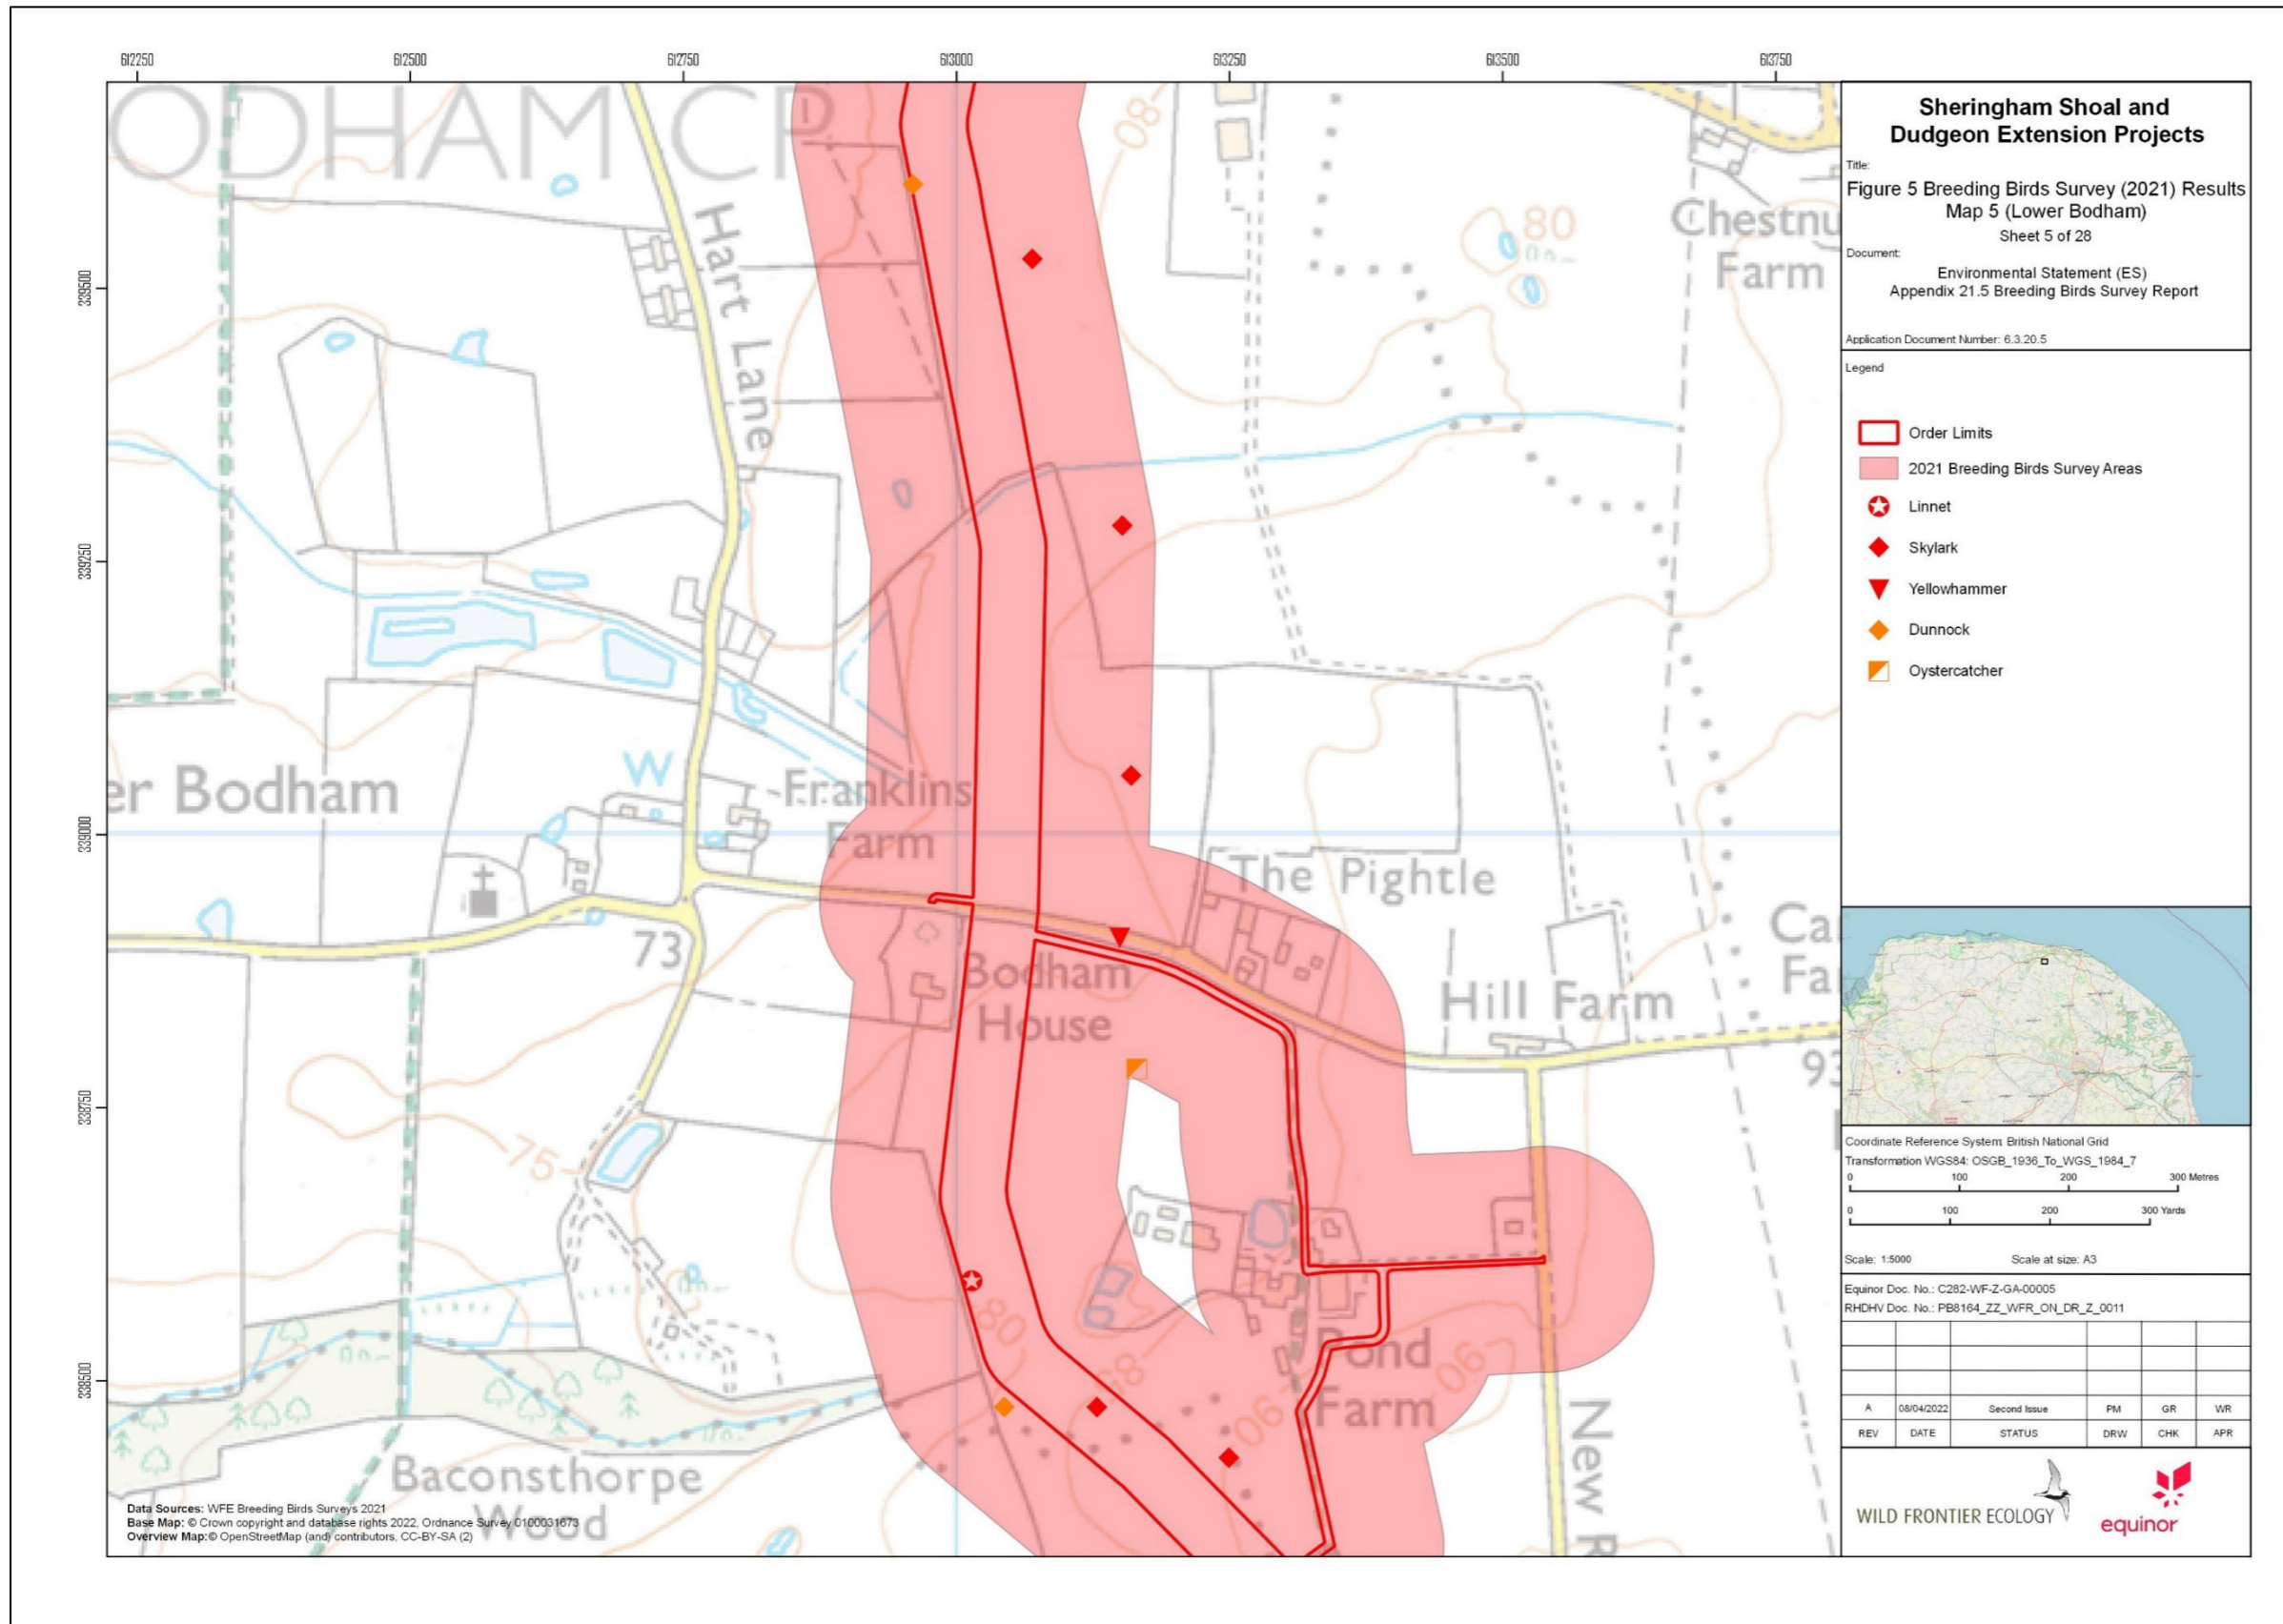 612250
612500
612750
613000
613250
613500
613750
339500
339250
339000
338750
338500
ODHAM CP
Hart Lane
80
80
Chestnu
Farm
er Bodham
W
Franklins
Farm
The Pightle
73
Bodham
House
Hill Farm
Ca
Fa
93
75
80
85
90
90
Pond
Farm
New R
Baconsthorpe
Wood
Data Sources: WFE Breeding Birds Surveys 2021
Base Map: © Crown copyright and database rights 2022, Ordnance Survey 0100031673
Overview Map:© OpenStreetMap (and) contributors, CC-BY-SA (2)
Sheringham Shoal and
Dudgeon Extension Projects
Title:
Figure 5 Breeding Birds Survey (2021) Results
Map 5 (Lower Bodham)
Sheet 5 of 28
Document:
Environmental Statement (ES)
Appendix 21.5 Breeding Birds Survey Report
Application Document Number: 6.3.20.5
Legend
Order Limits
2021 Breeding Birds Survey Areas
Linnet
Skylark
Yellowhammer
Dunnock
Oystercatcher
Coordinate Reference System: British National Grid
Transformation WGS84: OSGB_1936_To_WGS_1984_7
0 100 200 300 Metres
0 100 200 300 Yards
Scale: 1:5000 Scale at size: A3
Equinor Doc. No.: C282-WF-Z-GA-00005
RHDHV Doc. No.: PB8164_ZZ_WFR_ON_DR_Z_0011
A 08/04/2022 Second Issue PM GR WR
REV DATE STATUS DRW CHK APR
WILD FRONTIER ECOLOGY
equinor